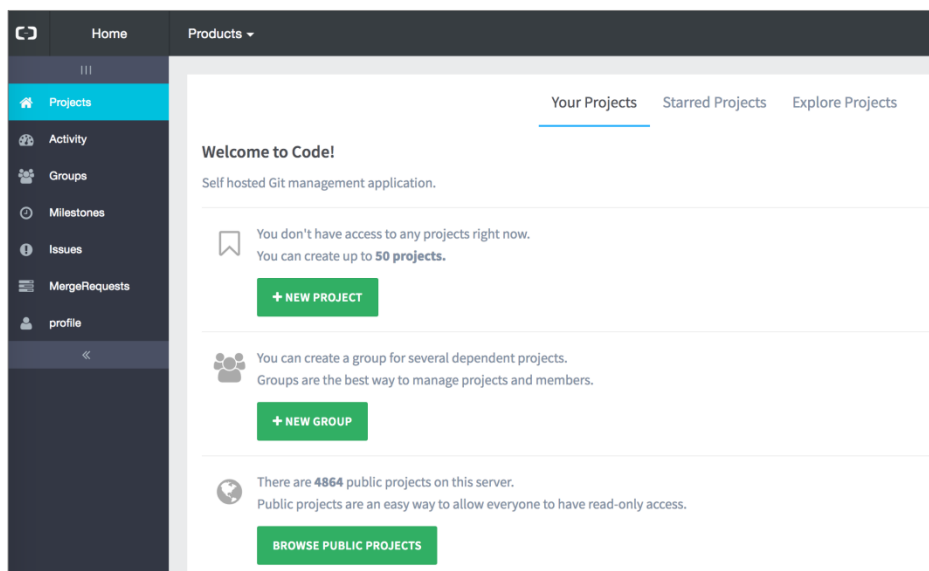 Home
Products
Projects
Activity
Groups
Milestones
Issues
MergeRequests
profile
Your Projects Starred Projects Explore Projects
Welcome to Code!
Self hosted Git management application.
You don't have access to any projects right now.
You can create up to 50 projects.
+ NEW PROJECT
You can create a group for several dependent projects.
Groups are the best way to manage projects and members.
+ NEW GROUP
There are 4864 public projects on this server.
Public projects are an easy way to allow everyone to have read-only access.
BROWSE PUBLIC PROJECTS